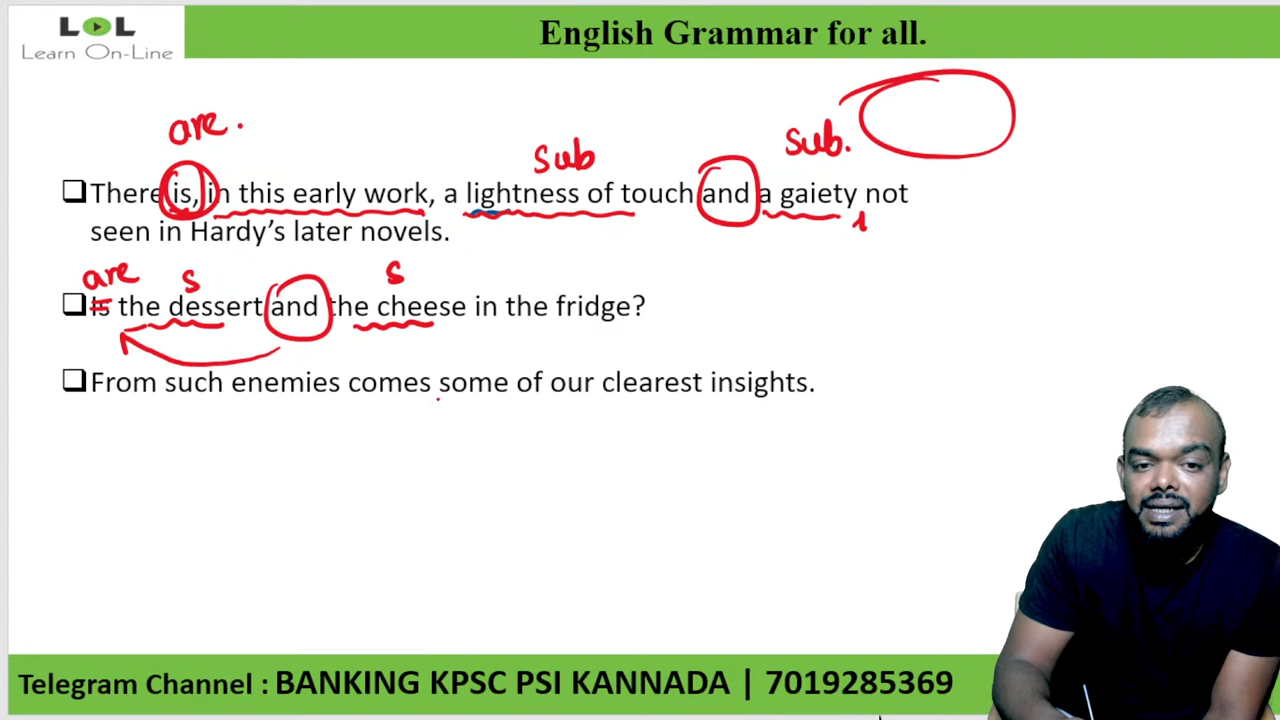 LOL
Learn On-Line
English Grammar for all.
are.
sub
sub.
❑There is, in this early work, a lightness of touch and a gaiety not
seen in Hardy's later novels.
are s s
❑Is the dessert and the cheese in the fridge?
❑From such enemies comes some of our clearest insights.
Telegram Channel : BANKING KPSC PSI KANNADA | 7019285369